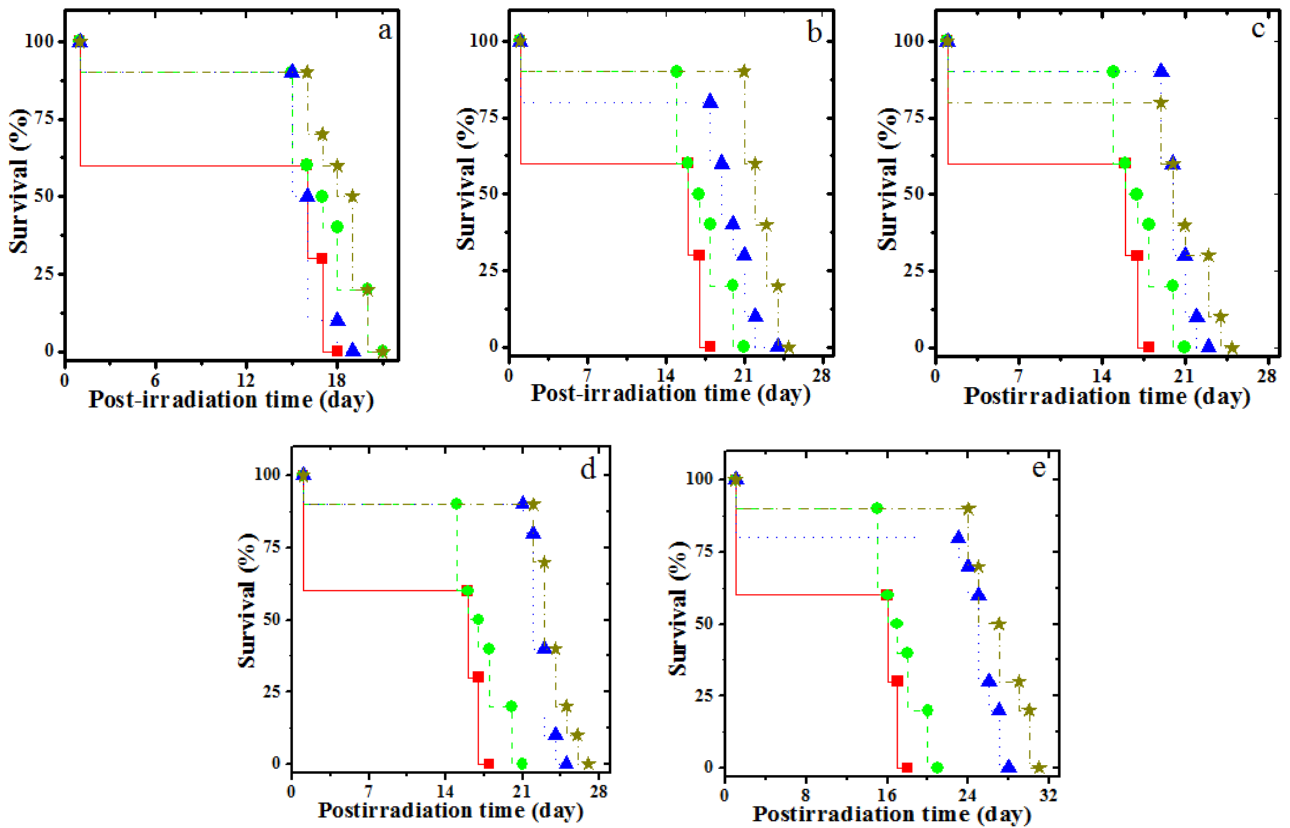 a
100
75
50
25
0
Survival (%)
0 6 12 18
Post-irradiation time (day)
b
100
75
50
25
0
Survival (%)
0 7 14 21 28
Post-irradiation time (day)
c
100
75
50
25
0
Survival (%)
0 7 14 21 28
Postirradiation time (day)
d
100
75
50
25
0
Survival (%)
0 7 14 21 28
Postirradiation time (day)
e
100
75
50
25
0
Survival (%)
0 8 16 24 32
Postirradiation time (day)